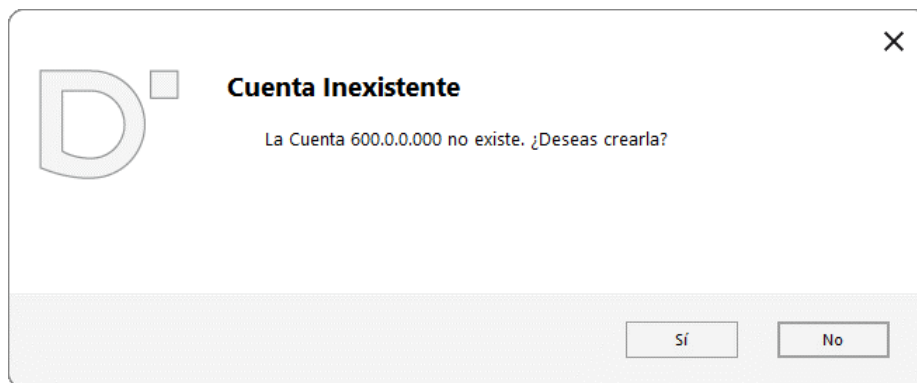 Cuenta Inexistente
La Cuenta 600.0.0.000 no existe. ¿Deseas crearla?
Sí
No